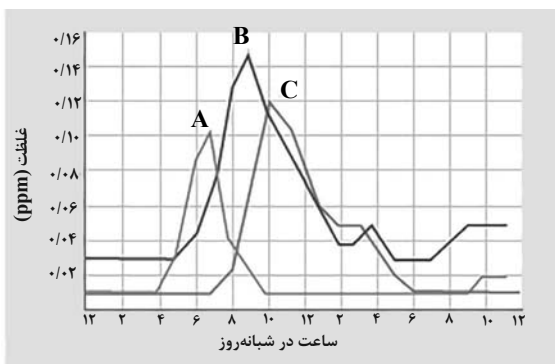 ۰/۱۶
۰/۱۴
۰/۱۲
۰/۱۰
۰/۰۸
۰/۰۶
۰/۰۴
۰/۰۲
غلظت (ppm)
A
B
C
۱۲ ۲ ۴ ۶ ۸ ۱۰ ۱۲ ۲ ۴ ۶ ۸ ۱۰ ۱۲
ساعت در شبانه‌روز